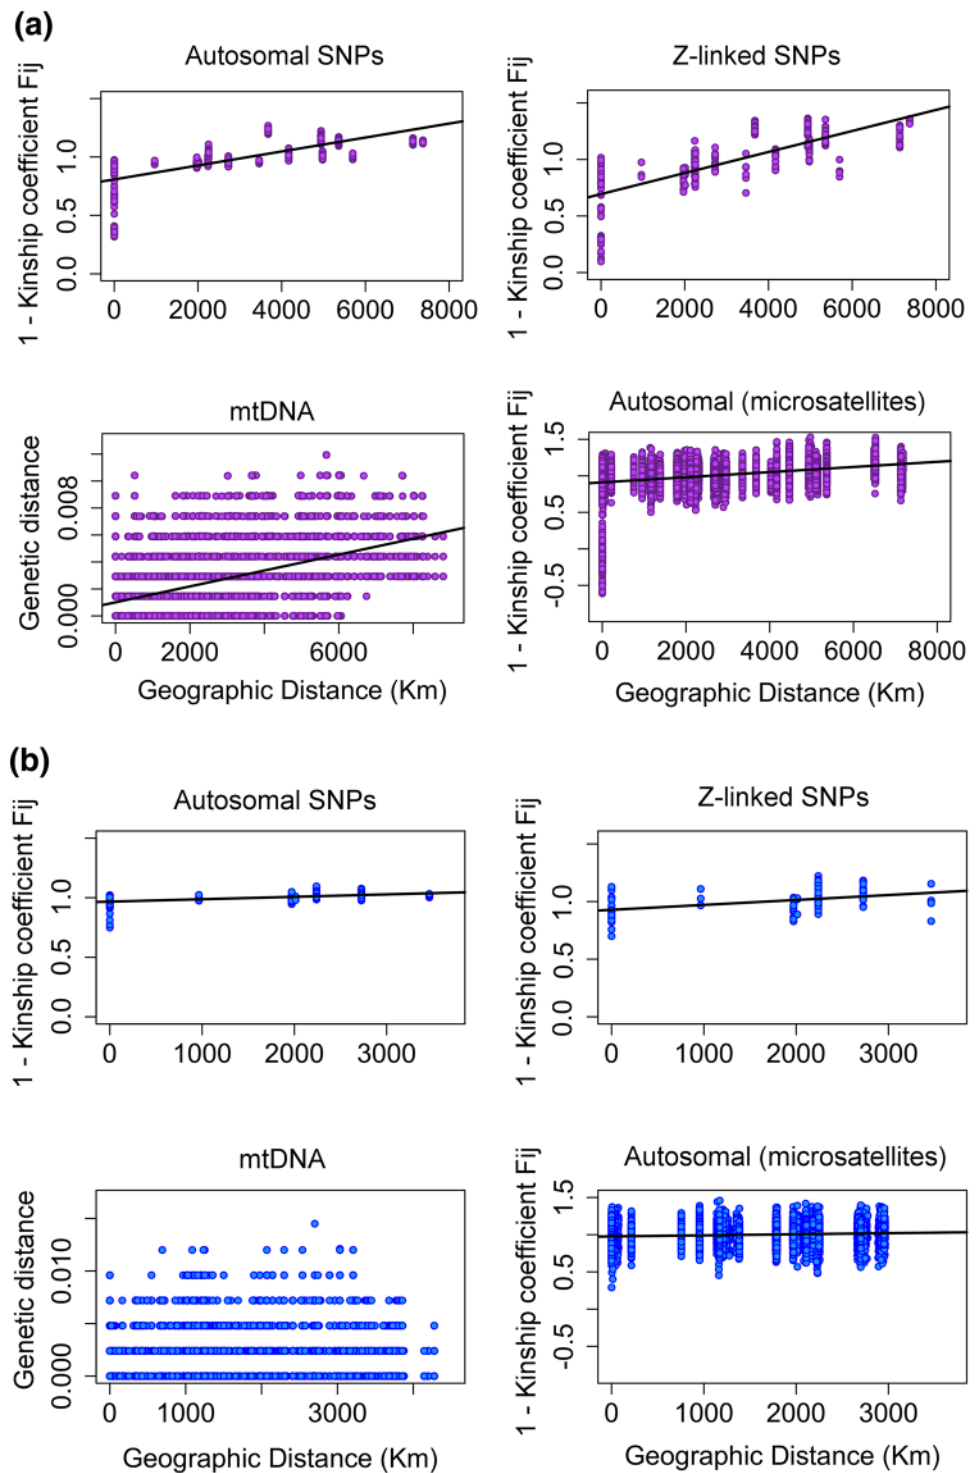 (a)
Autosomal SNPs
1 - Kinship coefficient Fij
0.0 0.5 1.0
0 2000 4000 6000 8000
Z-linked SNPs
1 - Kinship coefficient Fij
0.0 0.5 1.0
0 2000 4000 6000 8000
mtDNA
Genetic distance
0.000 0.008
0 2000 6000
Geographic Distance (Km)
Autosomal (microsatellites)
1 - Kinship coefficient Fij
-0.5 0.5 1.5
0 2000 4000 6000 8000
Geographic Distance (Km)
(b)
Autosomal SNPs
1 - Kinship coefficient Fij
0.0 0.5 1.0
0 1000 2000 3000
Z-linked SNPs
1 - Kinship coefficient Fij
0.0 0.5 1.0
0 1000 2000 3000
mtDNA
Genetic distance
0.000 0.010
0 1000 3000
Geographic Distance (Km)
Autosomal (microsatellites)
1 - Kinship coefficient Fij
-0.5 0.5 1.5
0 1000 2000 3000
Geographic Distance (Km)